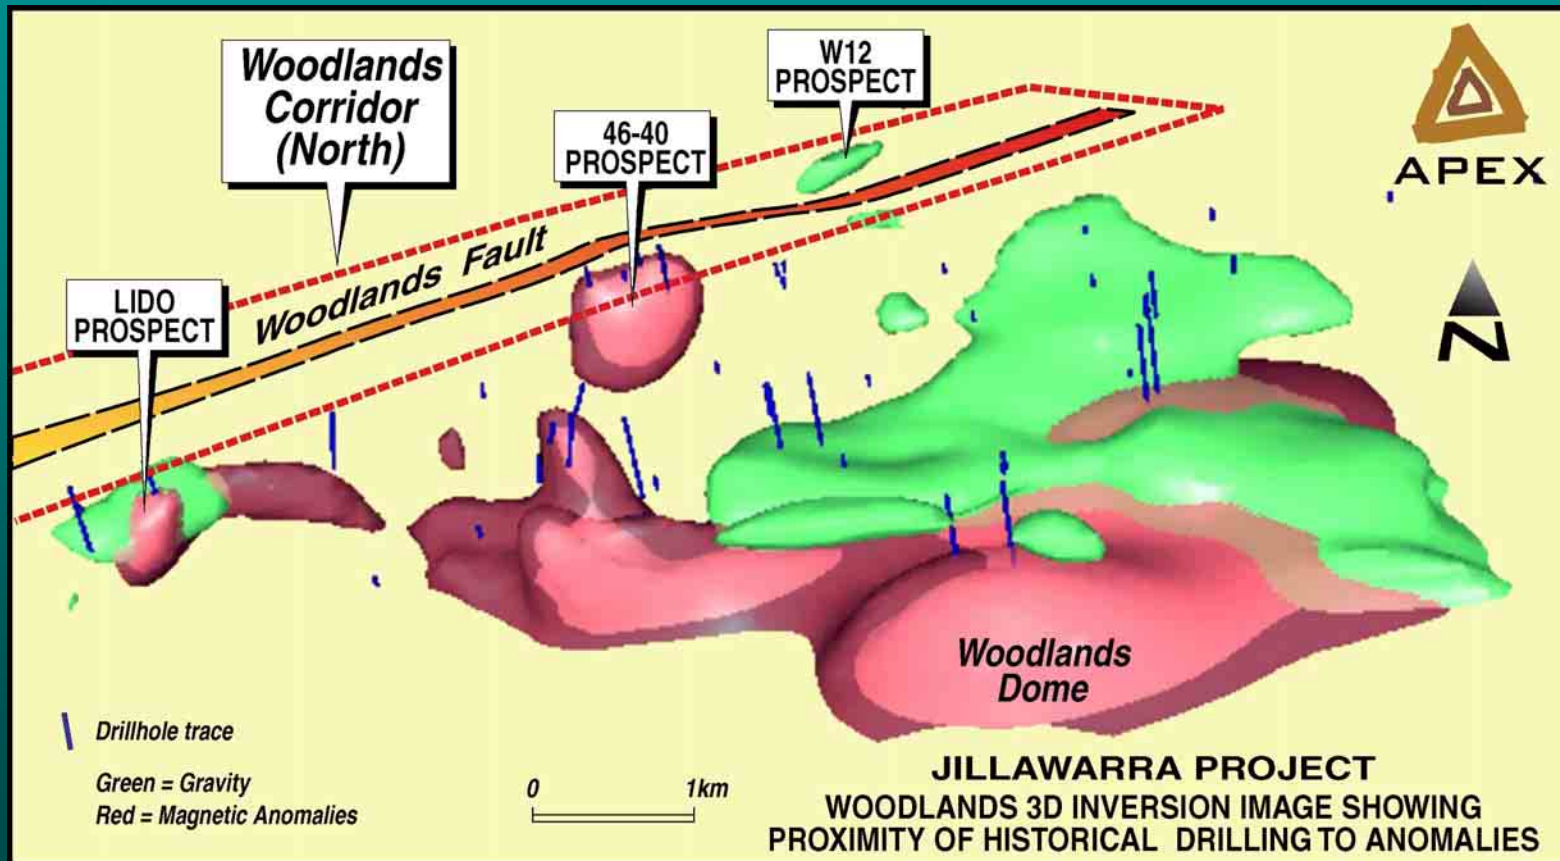 Woodlands
Corridor
(North)
W12
PROSPECT
46-40
PROSPECT
APEX
Woodlands Fault
LIDO
PROSPECT
N
Woodlands
Dome
Drillhole trace
Green = Gravity
Red = Magnetic Anomalies
0 1km
JILLAWARRA PROJECT
WOODLANDS 3D INVERSION IMAGE SHOWING
PROXIMITY OF HISTORICAL DRILLING TO ANOMALIES